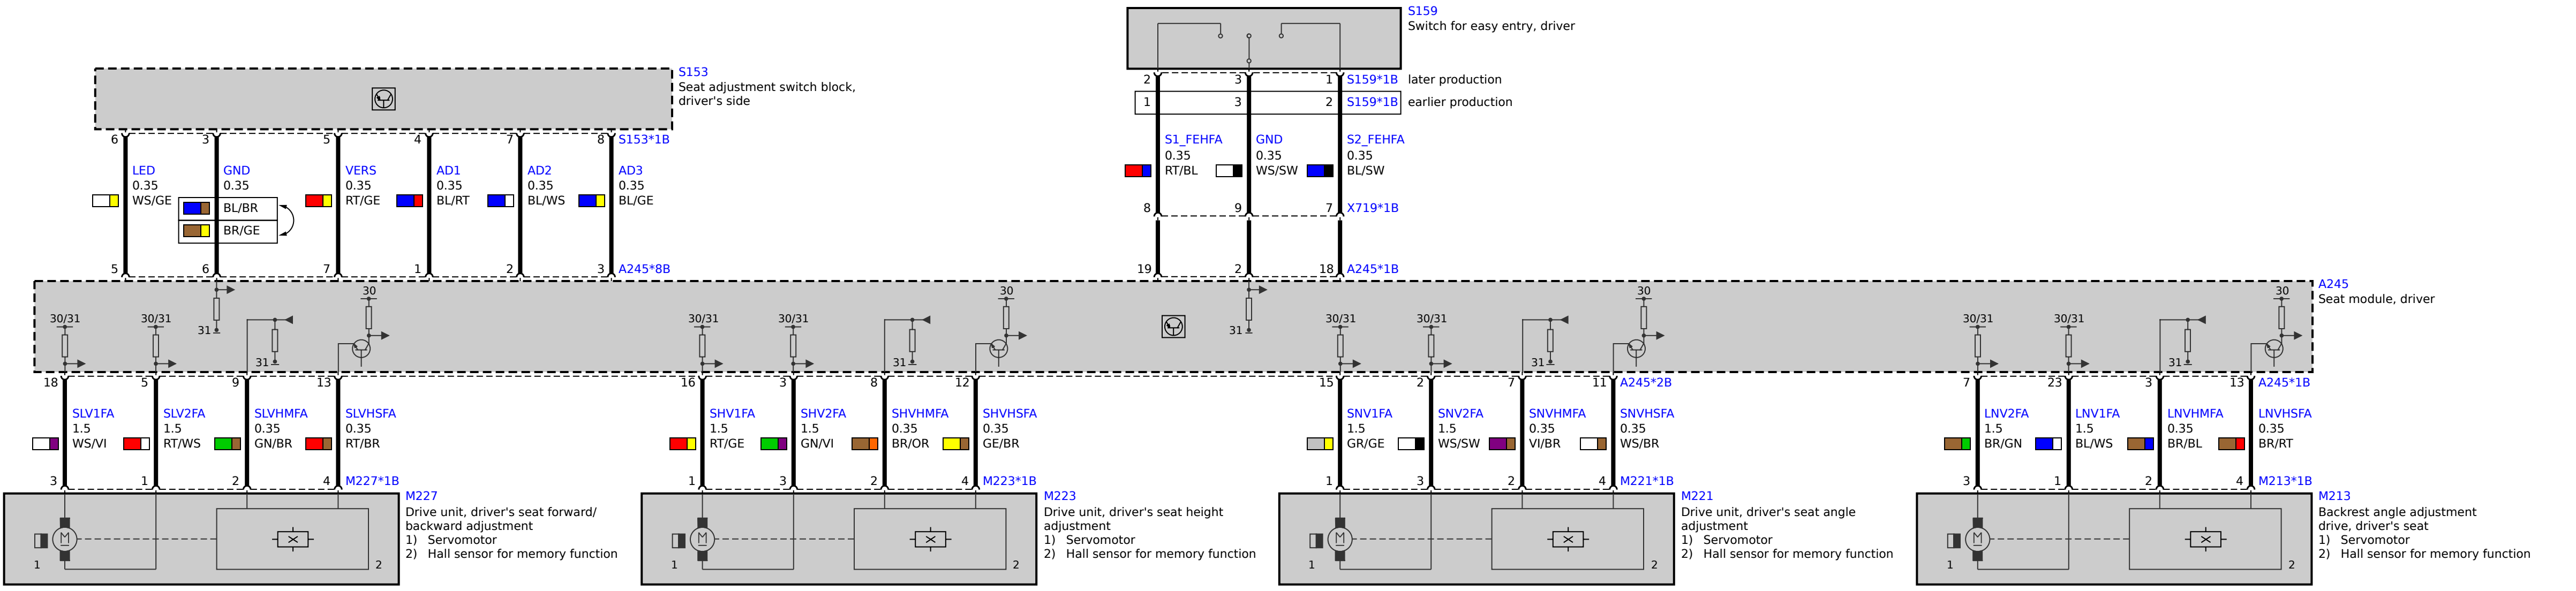 S159
Switch for easy entry, driver
S153
Seat adjustment switch block,
driver's side
2 3 1 S159*1B later production
1 3 2 S159*1B earlier production
6 3 5 4 7 8 S153*1B
S1_FEHFA GND S2_FEHFA
0.35 0.35 0.35
RT/BL WS/SW BL/SW
LED GND VERS AD1 AD2 AD3
0.35 0.35 0.35 0.35 0.35 0.35
WS/GE BL/BR RT/GE BL/RT BL/WS BL/GE
BR/GE
8 9 7 X719*1B
5 6 7 1 2 3 A245*8B
19 2 18 A245*1B
A245
Seat module, driver
30 30 30 30
30/31 30/31 31 30/31 30/31 31 30/31 30/31 30/31 30/31
31 31 31 31
18 5 9 13 16 3 8 12 15 2 7 11 A245*2B 7 23 3 13 A245*1B
SLV1FA SLV2FA SLVHMFA SLVHSFA SHV1FA SHV2FA SHVHMFA SHVHSFA SNV1FA SNV2FA SNVHMFA SNVHSFA LNV2FA LNV1FA LNVHMFA LNVHSFA
1.5 1.5 0.35 0.35 1.5 1.5 0.35 0.35 1.5 1.5 0.35 0.35 1.5 1.5 0.35 0.35
WS/VI RT/WS GN/BR RT/BR RT/GE GN/VI BR/OR GE/BR GR/GE WS/SW VI/BR WS/BR BR/GN BL/WS BR/BL BR/RT
3 1 2 4 M227*1B 1 3 2 4 M223*1B 1 3 2 4 M221*1B 3 1 2 4 M213*1B
M227
Drive unit, driver's seat forward/
backward adjustment
1) Servomotor
2) Hall sensor for memory function
M
1 2
M223
Drive unit, driver's seat height
adjustment
1) Servomotor
2) Hall sensor for memory function
M
1 2
M221
Drive unit, driver's seat angle
adjustment
1) Servomotor
2) Hall sensor for memory function
M
1 2
M213
Backrest angle adjustment
drive, driver's seat
1) Servomotor
2) Hall sensor for memory function
M
1 2